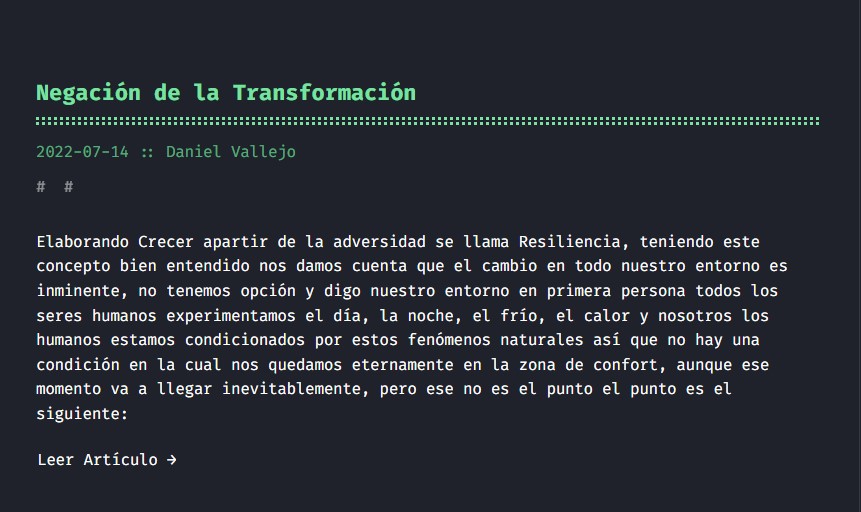 Negación de la Transformación
2022-07-14 :: Daniel Vallejo
# #
Elaborando Crecer apartir de la adversidad se llama Resiliencia, teniendo este
concepto bien entendido nos damos cuenta que el cambio en todo nuestro entorno es
inminente, no tenemos opción y digo nuestro entorno en primera persona todos los
seres humanos experimentamos el día, la noche, el frío, el calor y nosotros los
humanos estamos condicionados por estos fenómenos naturales así que no hay una
condición en la cual nos quedamos eternamente en la zona de confort, aunque ese
momento va a llegar inevitablemente, pero ese no es el punto el punto es el
siguiente:
Leer Artículo →